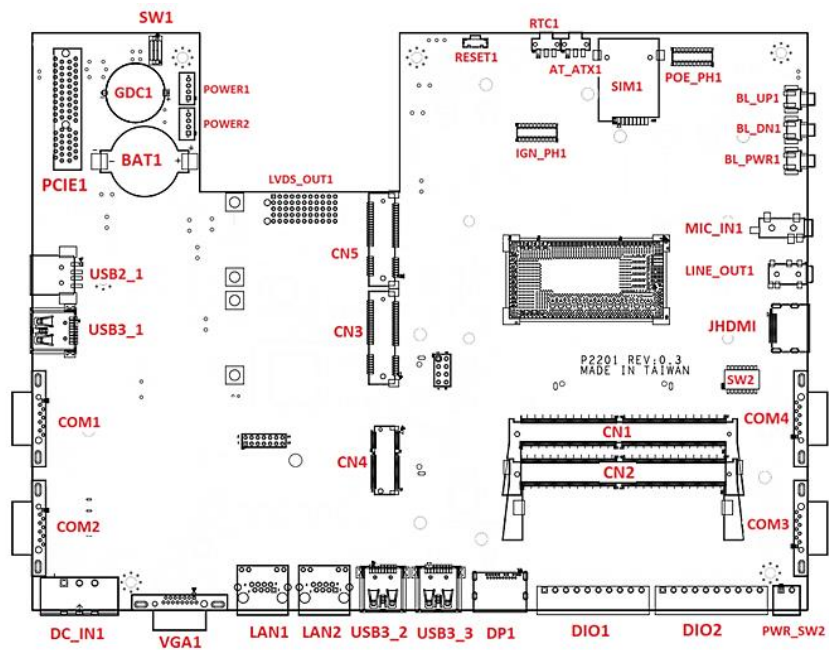 SW1
RTC1
RESET1
AT_ATX1
SIM1
POE_PH1
GDC1
POWER1
POWER2
BL_UP1
BL_DN1
BL_PWR1
IGN_PH1
BAT1
PCIE1
LVDS_OUT1
MIC_IN1
CN5
USB2_1
LINE_OUT1
USB3_1
CN3
JHDMI
P2201 REV:0.3
MADE IN TAIWAN
SW2
COM1
COM4
CN1
CN4
CN2
COM2
COM3
DC_IN1
VGA1
LAN1
LAN2
USB3_2
USB3_3
DP1
DIO1
DIO2
PWR_SW2